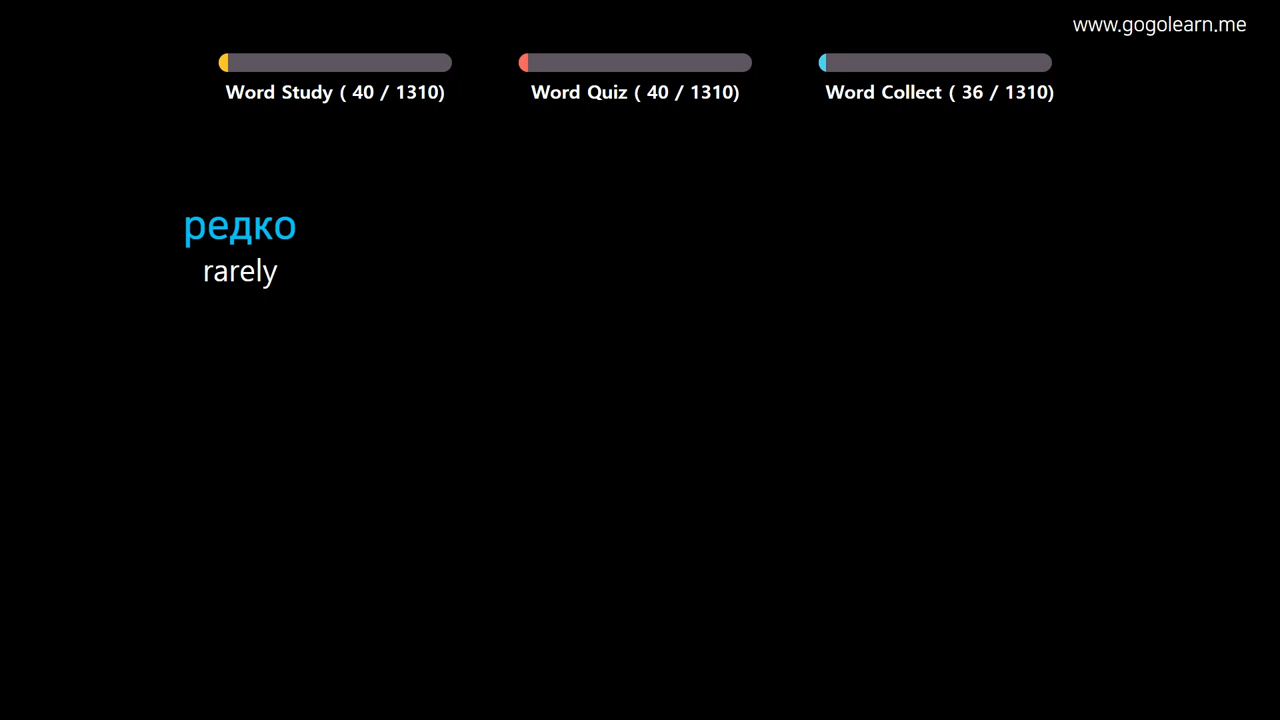 www.gogolearn.me
Word Study ( 40 / 1310)
Word Quiz ( 40 / 1310)
Word Collect ( 36 / 1310)
редко
rarely